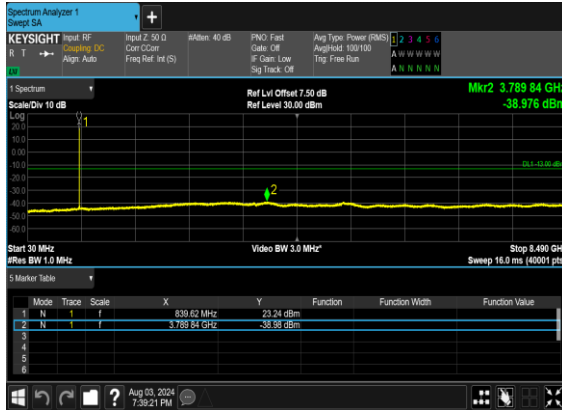 Spectrum Analyzer 1
Swept SA
+
KEYSIGHT Input: RF Input Z: 50 Ω #Atten: 40 dB PNO: Fast Avg Type: Power (RMS) 1 2 3 4 5 6
R T Coupling: DC Corr CCorr Gate: Off Avg|Hold: 100/100 A W W W W W
Align: Auto Freq Ref: Int (S) IF Gain: Low Trig: Free Run
LXI Sig Track: Off A N N N N N
1 Spectrum Ref Lvl Offset 7.50 dB Mkr2 3.789 84 GHz
Scale/Div 10 dB Ref Level 30.00 dBm -38.976 dBm
Log
20.0
10.0
0.00
-10.0
-20.0
-30.0
-40.0
-50.0
-60.0
1
DL1 -13.00 dBm
2
Start 30 MHz Video BW 3.0 MHz* Stop 8.490 GHz
#Res BW 1.0 MHz Sweep 16.0 ms (40001 pts)
5 Marker Table
Mode Trace Scale X Y Function Function Width Function Value
1 N 1 f 839.62 MHz 23.24 dBm
2 N 1 f 3.789 84 GHz -38.98 dBm
3
4
5
6
? Aug 03, 2024
7:39:21 PM